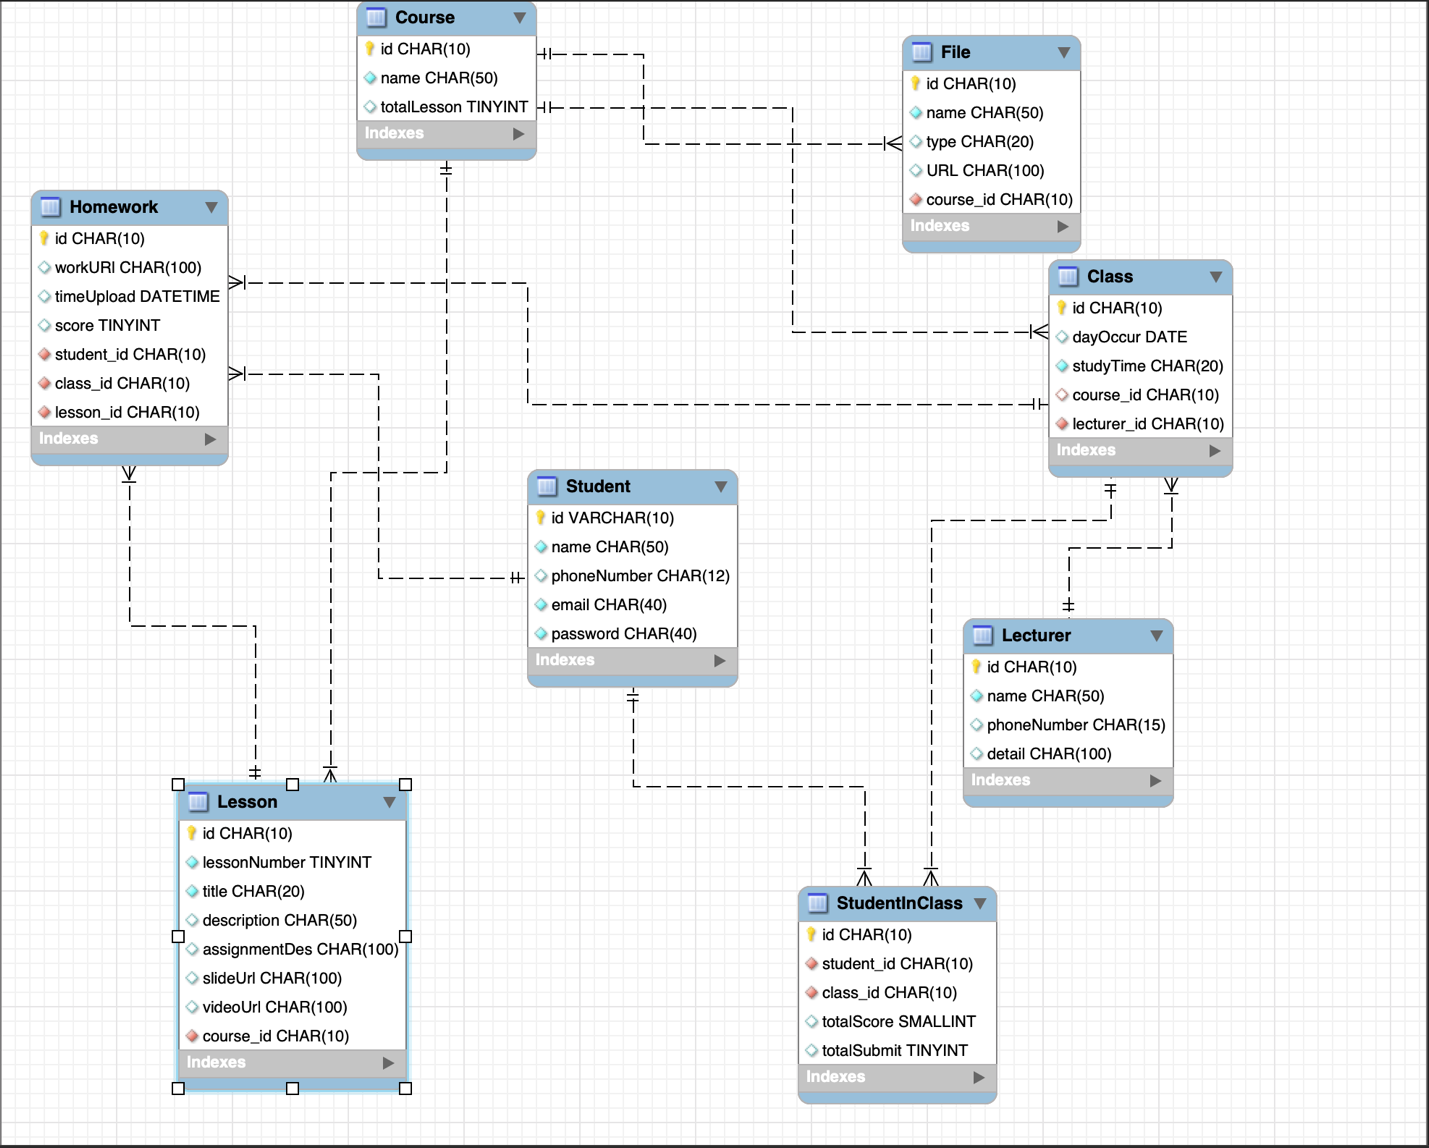 Course
id CHAR(10)
name CHAR(50)
totalLesson TINYINT
Indexes
File
id CHAR(10)
name CHAR(50)
type CHAR(20)
URL CHAR(100)
course_id CHAR(10)
Indexes
Homework
id CHAR(10)
workURl CHAR(100)
timeUpload DATETIME
score TINYINT
student_id CHAR(10)
class_id CHAR(10)
lesson_id CHAR(10)
Indexes
Class
id CHAR(10)
dayOccur DATE
studyTime CHAR(20)
course_id CHAR(10)
lecturer_id CHAR(10)
Indexes
Student
id VARCHAR(10)
name CHAR(50)
phoneNumber CHAR(12)
email CHAR(40)
password CHAR(40)
Indexes
Lecturer
id CHAR(10)
name CHAR(50)
phoneNumber CHAR(15)
detail CHAR(100)
Indexes
Lesson
id CHAR(10)
lessonNumber TINYINT
title CHAR(20)
description CHAR(50)
assignmentDes CHAR(100)
slideUrl CHAR(100)
videoUrl CHAR(100)
course_id CHAR(10)
Indexes
StudentInClass
id CHAR(10)
student_id CHAR(10)
class_id CHAR(10)
totalScore SMALLINT
totalSubmit TINYINT
Indexes